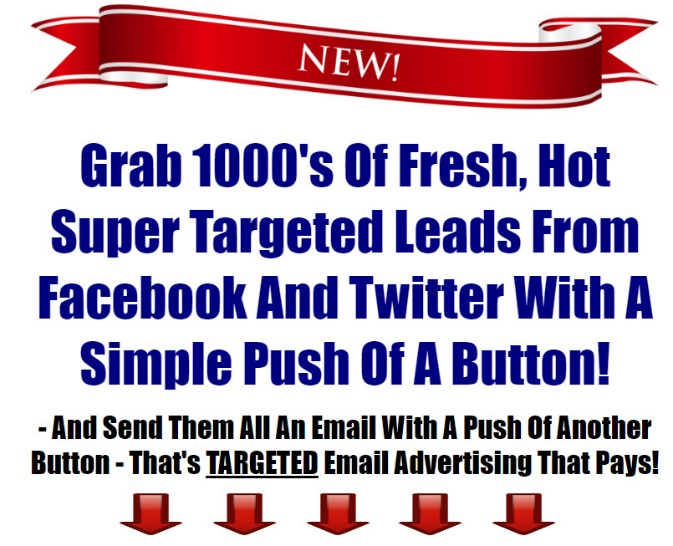 NEW!
Grab 1000's Of Fresh, Hot
Super Targeted Leads From
Facebook And Twitter With A
Simple Push Of A Button!
- And Send Them All An Email With A Push Of Another
Button - That's TARGETED Email Advertising That Pays!